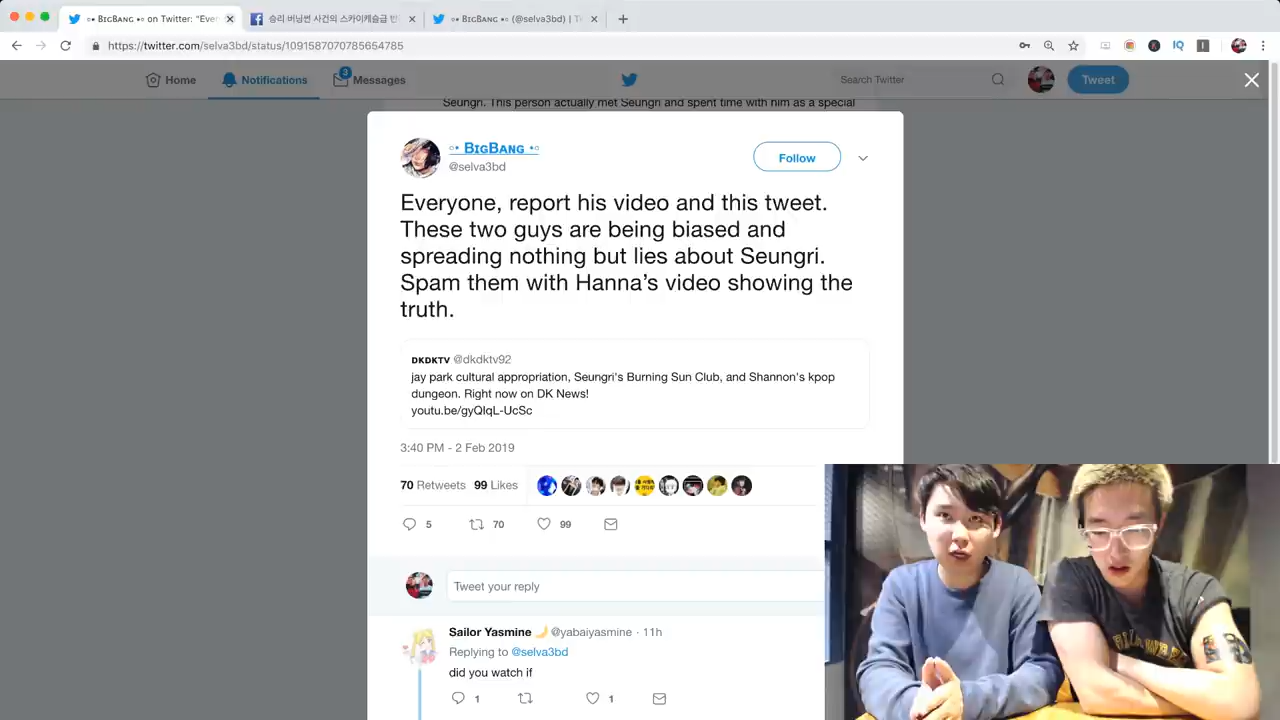 ◦• BɪɢBᴀɴɢ •◦ on Twitter: "Ever
승리 버닝썬 사건의 스카이케슬급 반
◦• BɪɢBᴀɴɢ •◦ (@selva3bd) | T
https://twitter.com/selva3bd/status/1091587070785654785
IQ
Home
Notifications
3
Messages
Search Twitter
Tweet
Seungri. This person actually met Seungri and spent time with him as a special
◦• BɪɢBᴀɴɢ •◦
@selva3bd
Follow
Everyone, report his video and this tweet.
These two guys are being biased and
spreading nothing but lies about Seungri.
Spam them with Hanna’s video showing the
truth.
ᴅᴋᴅᴋᴛᴠ @dkdktv92
jay park cultural appropriation, Seungri's Burning Sun Club, and Shannon's kpop
dungeon. Right now on DK News!
youtu.be/gyQIqL-UcSc
3:40 PM - 2 Feb 2019
70 Retweets 99 Likes
5 70 99
Tweet your reply
Sailor Yasmine 🌙 @yabaiyasmine · 11h
Replying to @selva3bd
did you watch if
1 1